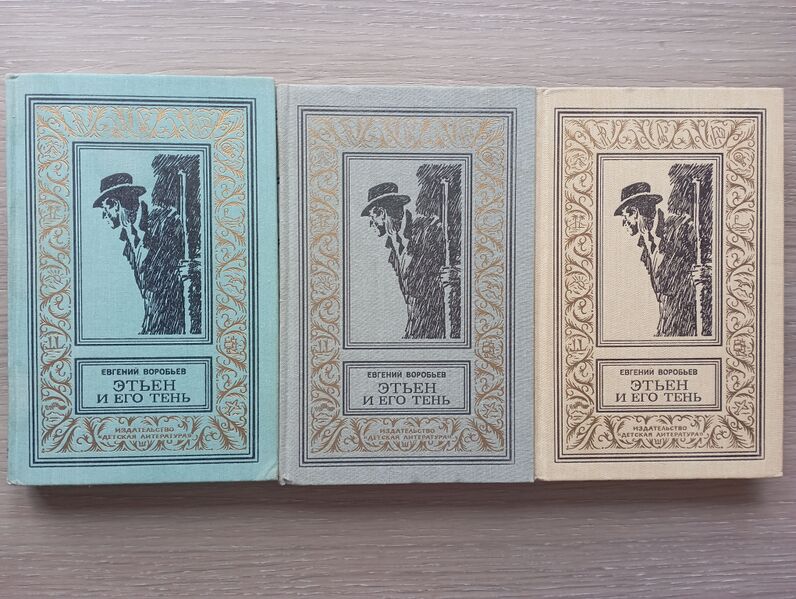 ЕВГЕНИЙ ВОРОБЬЕВ
ЭТЬЕН
И ЕГО ТЕНЬ
ИЗДАТЕЛЬСТВО
«ДЕТСКАЯ ЛИТЕРАТУРА»
ЕВГЕНИЙ ВОРОБЬЕВ
ЭТЬЕН
И ЕГО ТЕНЬ
ИЗДАТЕЛЬСТВО
«ДЕТСКАЯ ЛИТЕРАТУРА»
ЕВГЕНИЙ ВОРОБЬЕВ
ЭТЬЕН
И ЕГО ТЕНЬ
ИЗДАТЕЛЬСТВО
«ДЕТСКАЯ ЛИТЕРАТУРА»